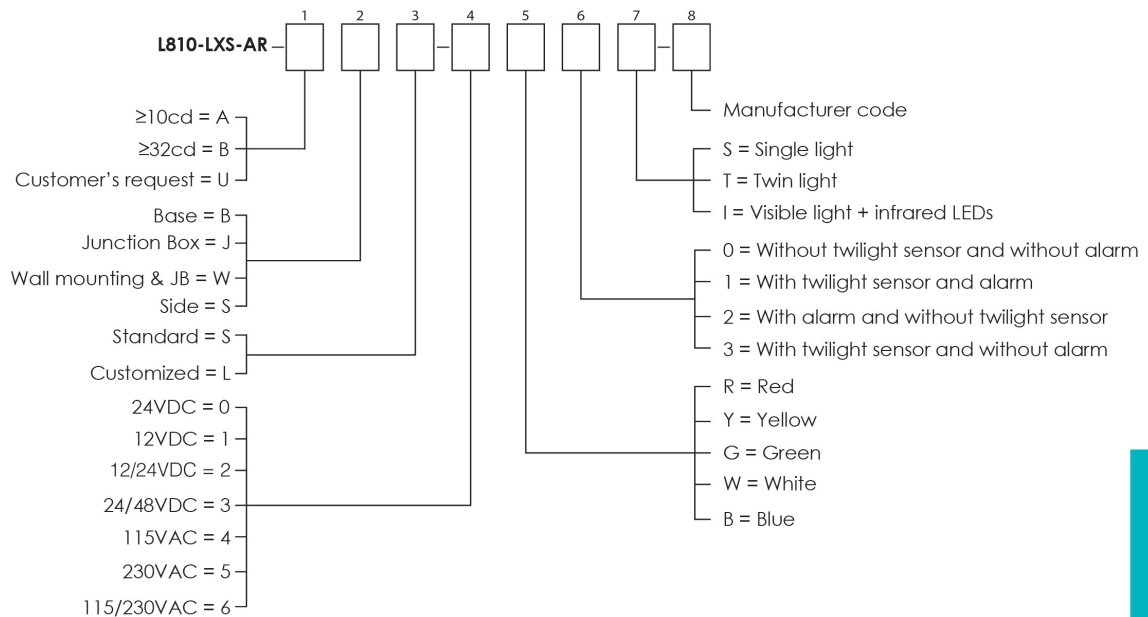 1 2 3 4 5 6 7 8
L810-LXS-AR
≥10cd = A
≥32cd = B
Customer's request = U
Base = B
Junction Box = J
Wall mounting & JB = W
Side = S
Standard = S
Customized = L
24VDC = 0
12VDC = 1
12/24VDC = 2
24/48VDC = 3
115VAC = 4
230VAC = 5
115/230VAC = 6
Manufacturer code
S = Single light
T = Twin light
I = Visible light + infrared LEDs
0 = Without twilight sensor and without alarm
1 = With twilight sensor and alarm
2 = With alarm and without twilight sensor
3 = With twilight sensor and without alarm
R = Red
Y = Yellow
G = Green
W = White
B = Blue